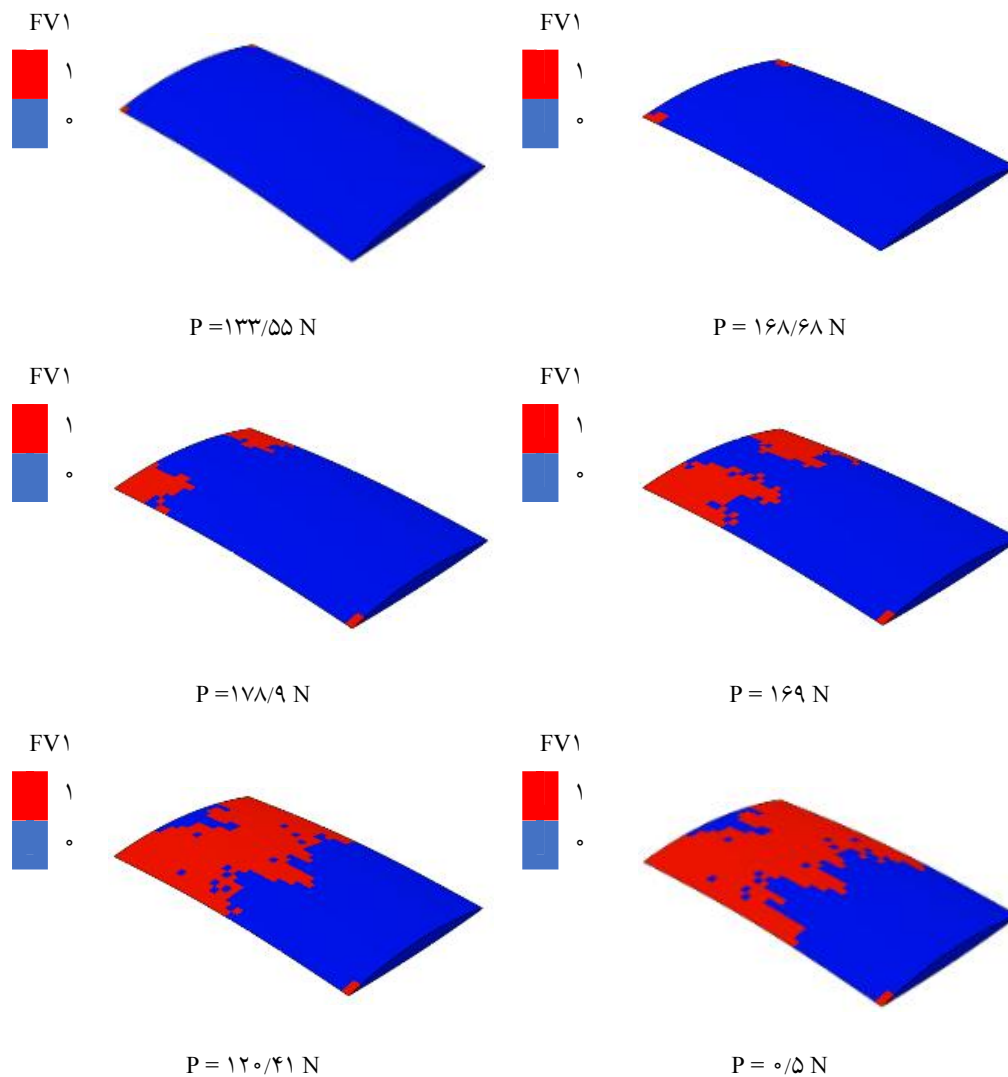 FV۱
۱
۰
P =۱۳۳/۵۵ N
FV۱
۱
۰
P = ۱۶۸/۶۸ N
FV۱
۱
۰
P =۱۷۸/۹ N
FV۱
۱
۰
P = ۱۶۹ N
FV۱
۱
۰
P = ۱۲۰/۴۱ N
FV۱
۱
۰
P = ۰/۵ N